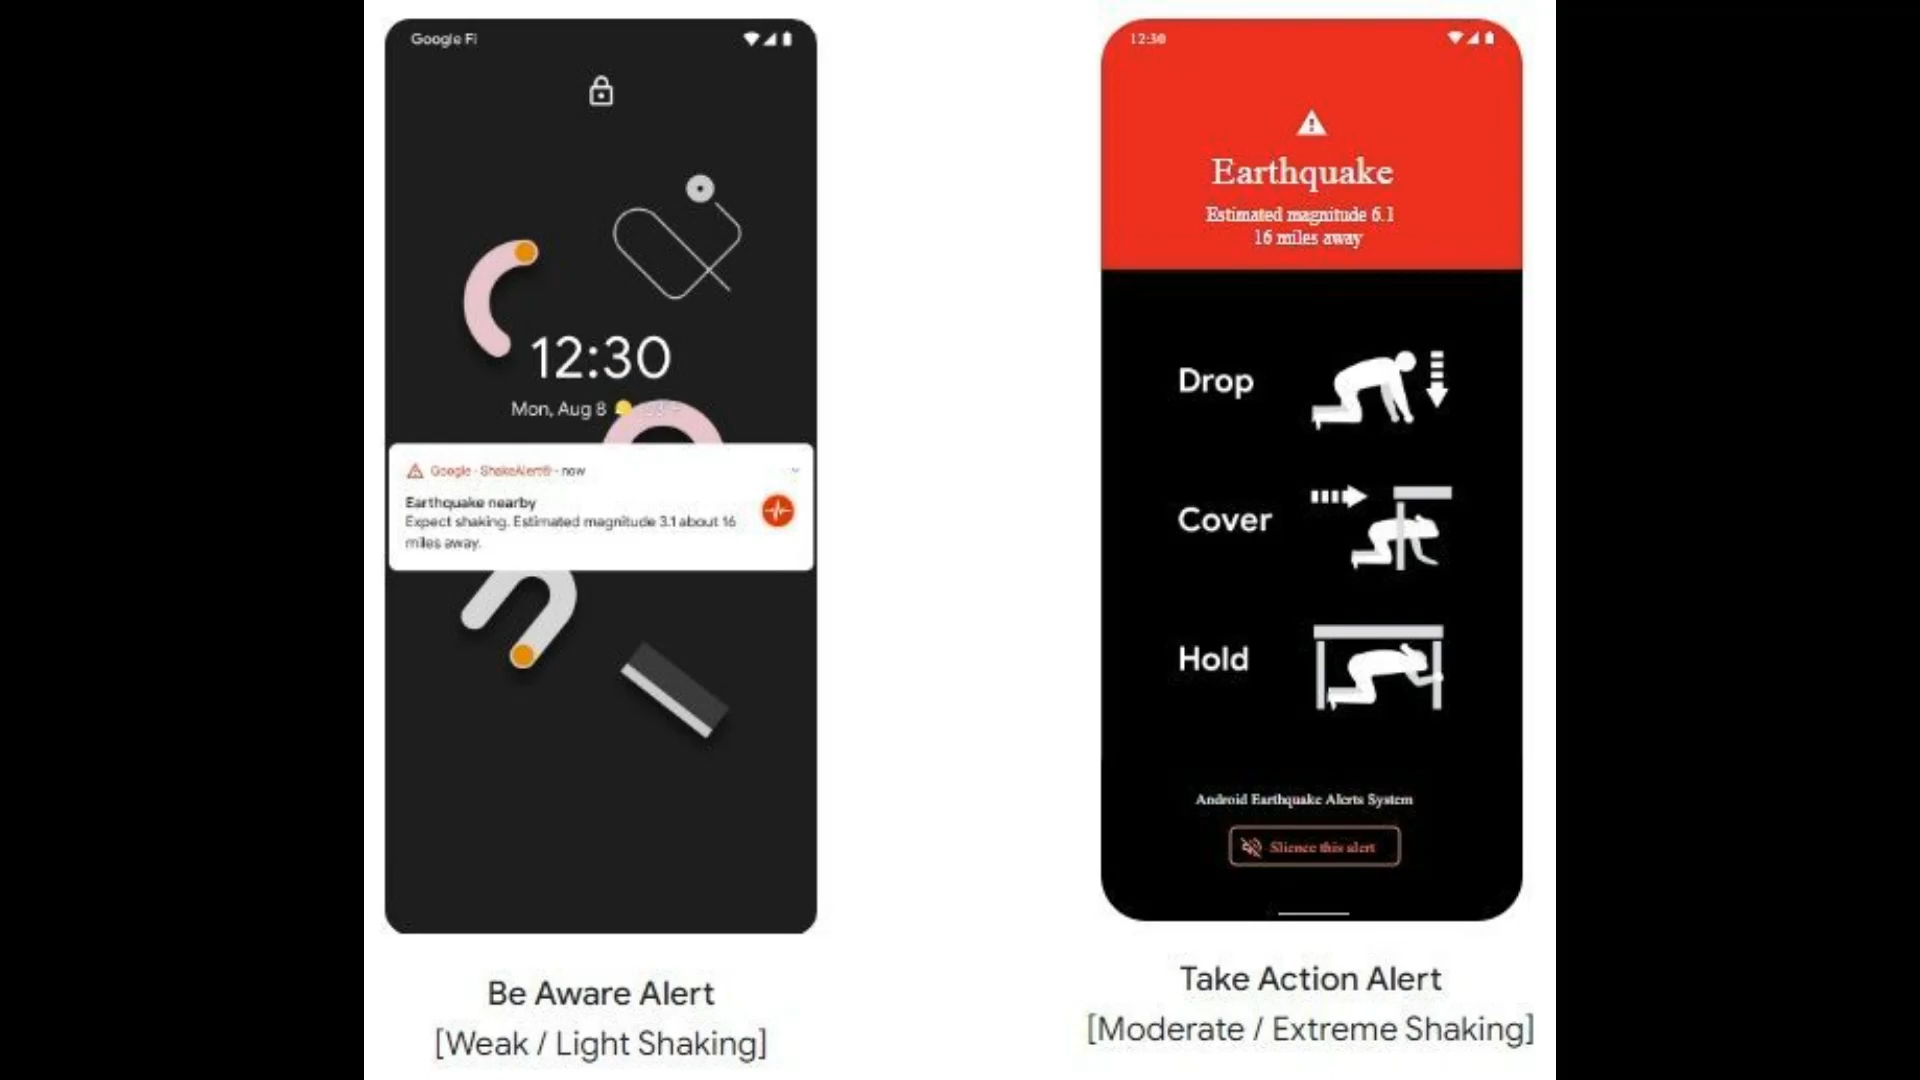 Google Fi
12:30
Mon, Aug 8
Google · ShakeAlert® · now
Earthquake nearby
Expect shaking. Estimated magnitude 3.1 about 16
miles away.
Be Aware Alert
[Weak / Light Shaking]
12:30
Earthquake
Estimated magnitude 6.1
16 miles away
Drop
Cover
Hold
Android Earthquake Alerts System
Slience this alert
Take Action Alert
[Moderate / Extreme Shaking]